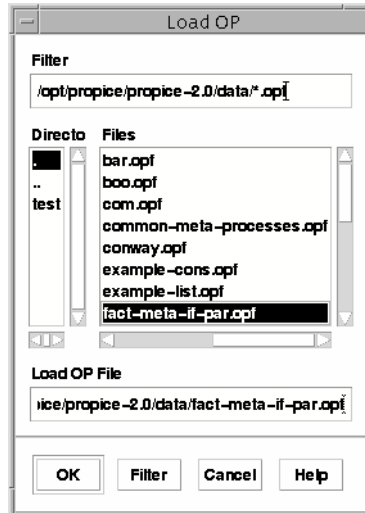 Load OP
Filter
/opt/propice/propice-2.0/data/*.opf
Directo Files
.
..
test
bar.opf
boo.opf
com.opf
common-meta-processes.opf
conway.opf
example-cons.opf
example-list.opf
fact-meta-if-par.opf
Load OP File
ice/propice-2.0/data/fact-meta-if-par.opf
OK Filter Cancel Help